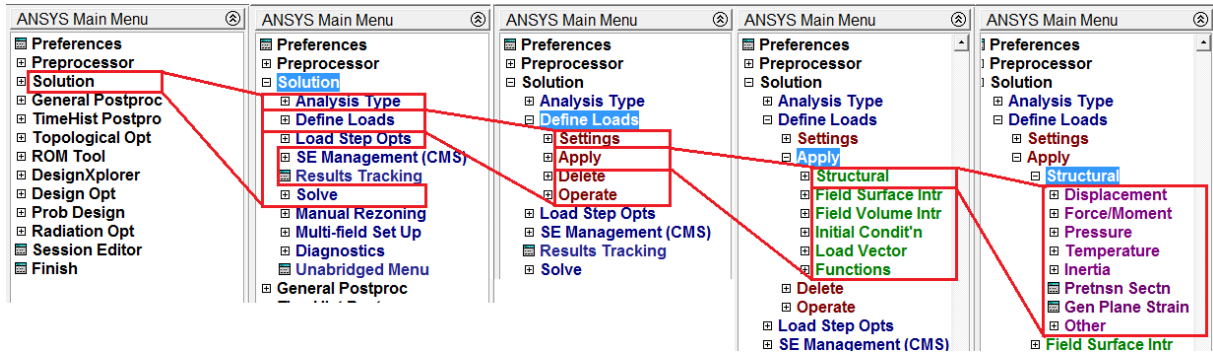 ANSYS Main Menu
Preferences
Preprocessor
Solution
General Postproc
TimeHist Postpro
Topological Opt
ROM Tool
DesignXplorer
Design Opt
Prob Design
Radiation Opt
Session Editor
Finish
ANSYS Main Menu
Preferences
Preprocessor
Solution
Analysis Type
Define Loads
Load Step Opts
SE Management (CMS)
Results Tracking
Solve
Manual Rezoning
Multi-field Set Up
Diagnostics
Unabridged Menu
General Postproc
ANSYS Main Menu
Preferences
Preprocessor
Solution
Analysis Type
Define Loads
Settings
Apply
Delete
Operate
Load Step Opts
SE Management (CMS)
Results Tracking
Solve
ANSYS Main Menu
Preferences
Preprocessor
Solution
Analysis Type
Define Loads
Settings
Apply
Structural
Field Surface Intr
Field Volume Intr
Initial Condit'n
Load Vector
Functions
Delete
Operate
Load Step Opts
SE Management (CMS)
ANSYS Main Menu
Preferences
Preprocessor
Solution
Analysis Type
Define Loads
Settings
Apply
Structural
Displacement
Force/Moment
Pressure
Temperature
Inertia
Pretnsn Sectn
Gen Plane Strain
Other
Field Surface Intr